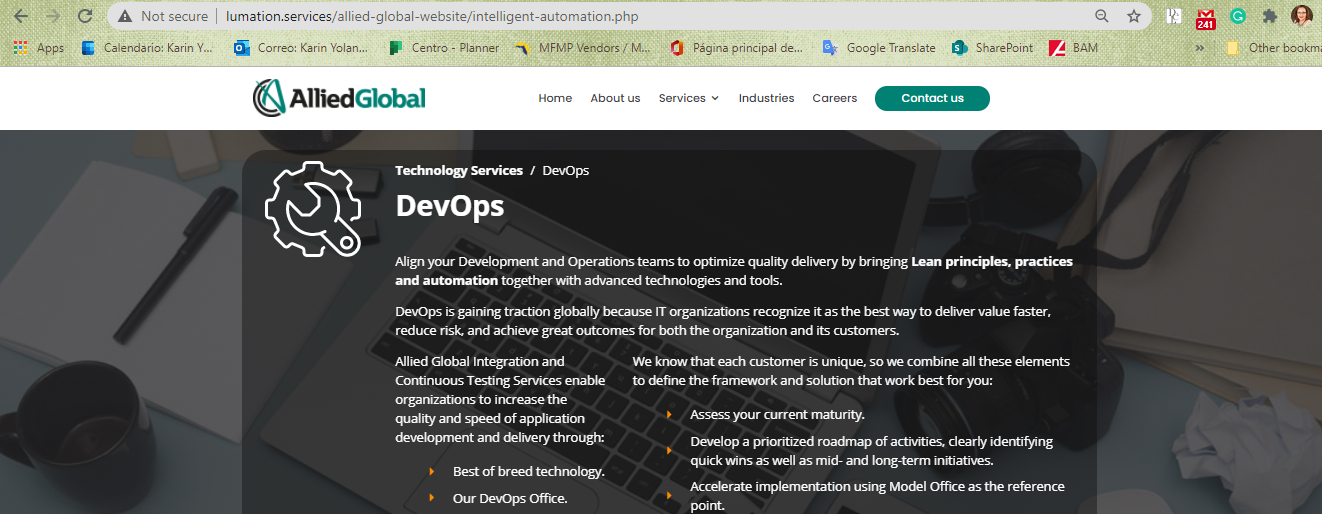 Not secure | lumation.services/allied-global-website/intelligent-automation.php
241
Apps Calendario: Karin Y... Correo: Karin Yolan... Centro - Planner MFMP Vendors / M... Página principal de... Google Translate SharePoint BAM » Other bookma
AlliedGlobal Home About us Services Industries Careers Contact us
Technology Services / DevOps
DevOps
Align your Development and Operations teams to optimize quality delivery by bringing Lean principles, practices
and automation together with advanced technologies and tools.
DevOps is gaining traction globally because IT organizations recognize it as the best way to deliver value faster,
reduce risk, and achieve great outcomes for both the organization and its customers.
Allied Global Integration and
Continuous Testing Services enable
organizations to increase the
quality and speed of application
development and delivery through:
Best of breed technology.
Our DevOps Office.
We know that each customer is unique, so we combine all these elements
to define the framework and solution that work best for you:
Assess your current maturity.
Develop a prioritized roadmap of activities, clearly identifying
quick wins as well as mid- and long-term initiatives.
Accelerate implementation using Model Office as the reference
point.